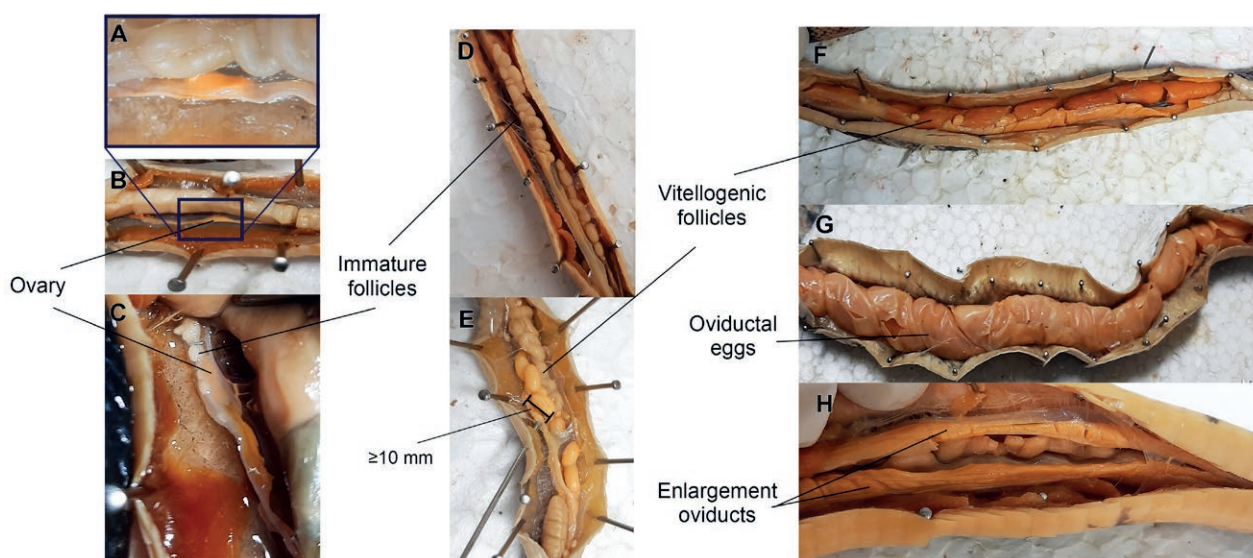 A
B
Ovary
C
D
Immature
follicles
E
≥10 mm
F
Vitellogenic
follicles
G
Oviductal
eggs
H
Enlargement
oviducts